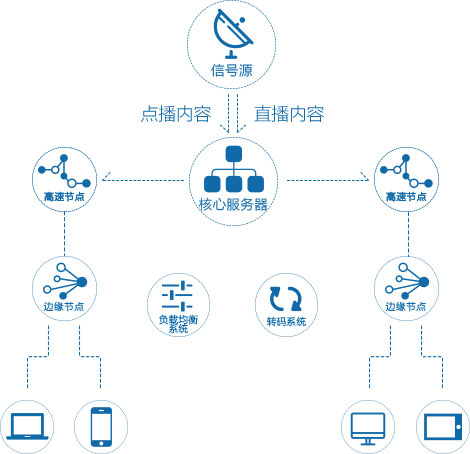 信号源
点播内容
直播内容
核心服务器
高速节点
高速节点
边缘节点
负载均衡
系统
转码系统
边缘节点